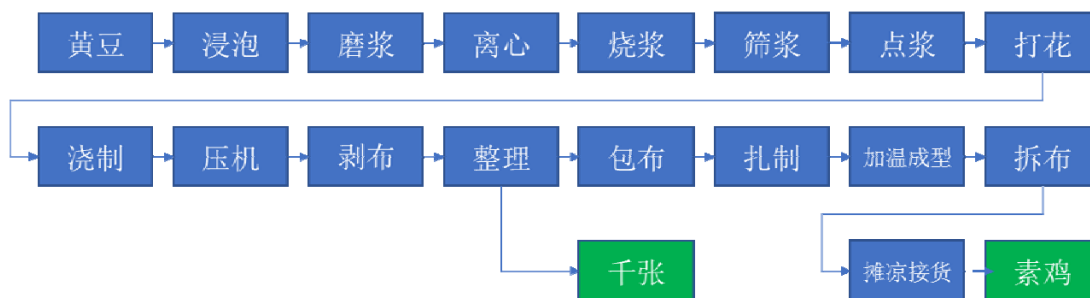 黄豆
浸泡
磨浆
离心
烧浆
筛浆
点浆
打花
浇制
压机
剥布
整理
包布
扎制
加温成型
拆布
千张
摊凉接货
素鸡